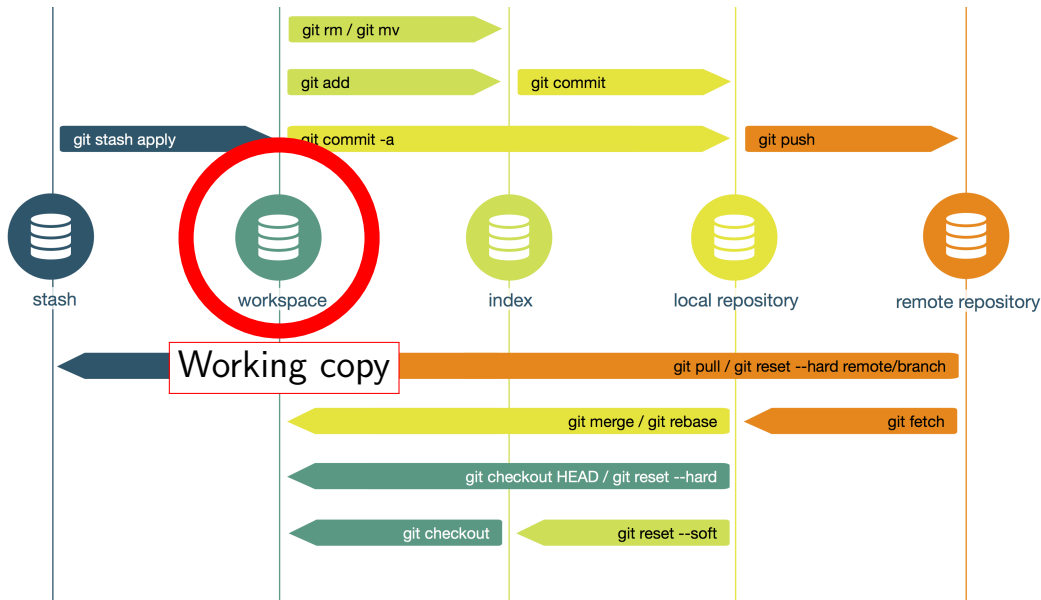 git rm / git mv
git add
git commit
git stash apply
git commit -a
git push
stash
workspace
index
local repository
remote repository
Working copy
git pull / git reset --hard remote/branch
git merge / git rebase
git fetch
git checkout HEAD / git reset --hard
git checkout
git reset --soft